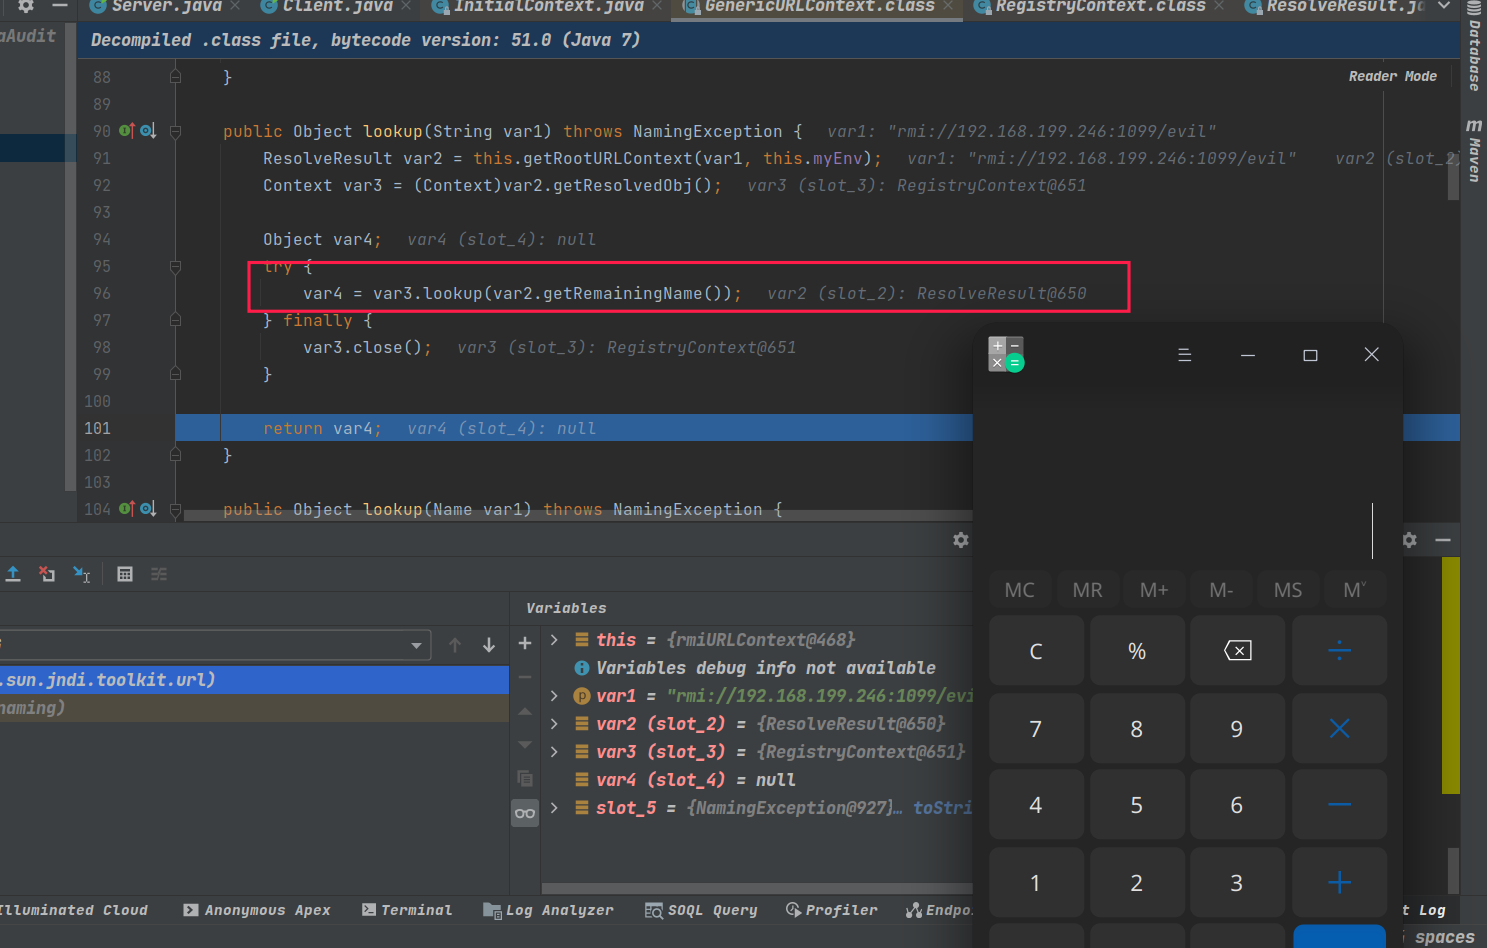 Server.java
Client.java
InitialContext.java
GenericURLContext.class
RegistryContext.class
ResolveResult.ja
aAudit
Decompiled .class file, bytecode version: 51.0 (Java 7)
Reader Mode
Database
Maven
88 }
89
90 public Object lookup(String var1) throws NamingException { var1: "rmi://192.168.199.246:1099/evil"
91 ResolveResult var2 = this.getRootURLContext(var1, this.myEnv); var1: "rmi://192.168.199.246:1099/evil" var2 (slot_2)
92 Context var3 = (Context)var2.getResolvedObj(); var3 (slot_3): RegistryContext@651
93
94 Object var4; var4 (slot_4): null
95 try {
96 var4 = var3.lookup(var2.getRemainingName()); var2 (slot_2): ResolveResult@650
97 } finally {
98 var3.close(); var3 (slot_3): RegistryContext@651
99 }
100
101 return var4; var4 (slot_4): null
102 }
103
104 public Object lookup(Name var1) throws NamingException {
.sun.jndi.toolkit.url)
naming)
Variables
this = {rmiURLContext@468}
Variables debug info not available
var1 = "rmi://192.168.199.246:1099/evi
var2 (slot_2) = {ResolveResult@650}
var3 (slot_3) = {RegistryContext@651}
var4 (slot_4) = null
slot_5 = {NamingException@927}… toStri
MC MR M+ M- MS M˅
C % ÷
7 8 9 ×
4 5 6 −
1 2 3 +
Illuminated Cloud
Anonymous Apex
Terminal
Log Analyzer
SOQL Query
Profiler
Endpo
t Log
spaces